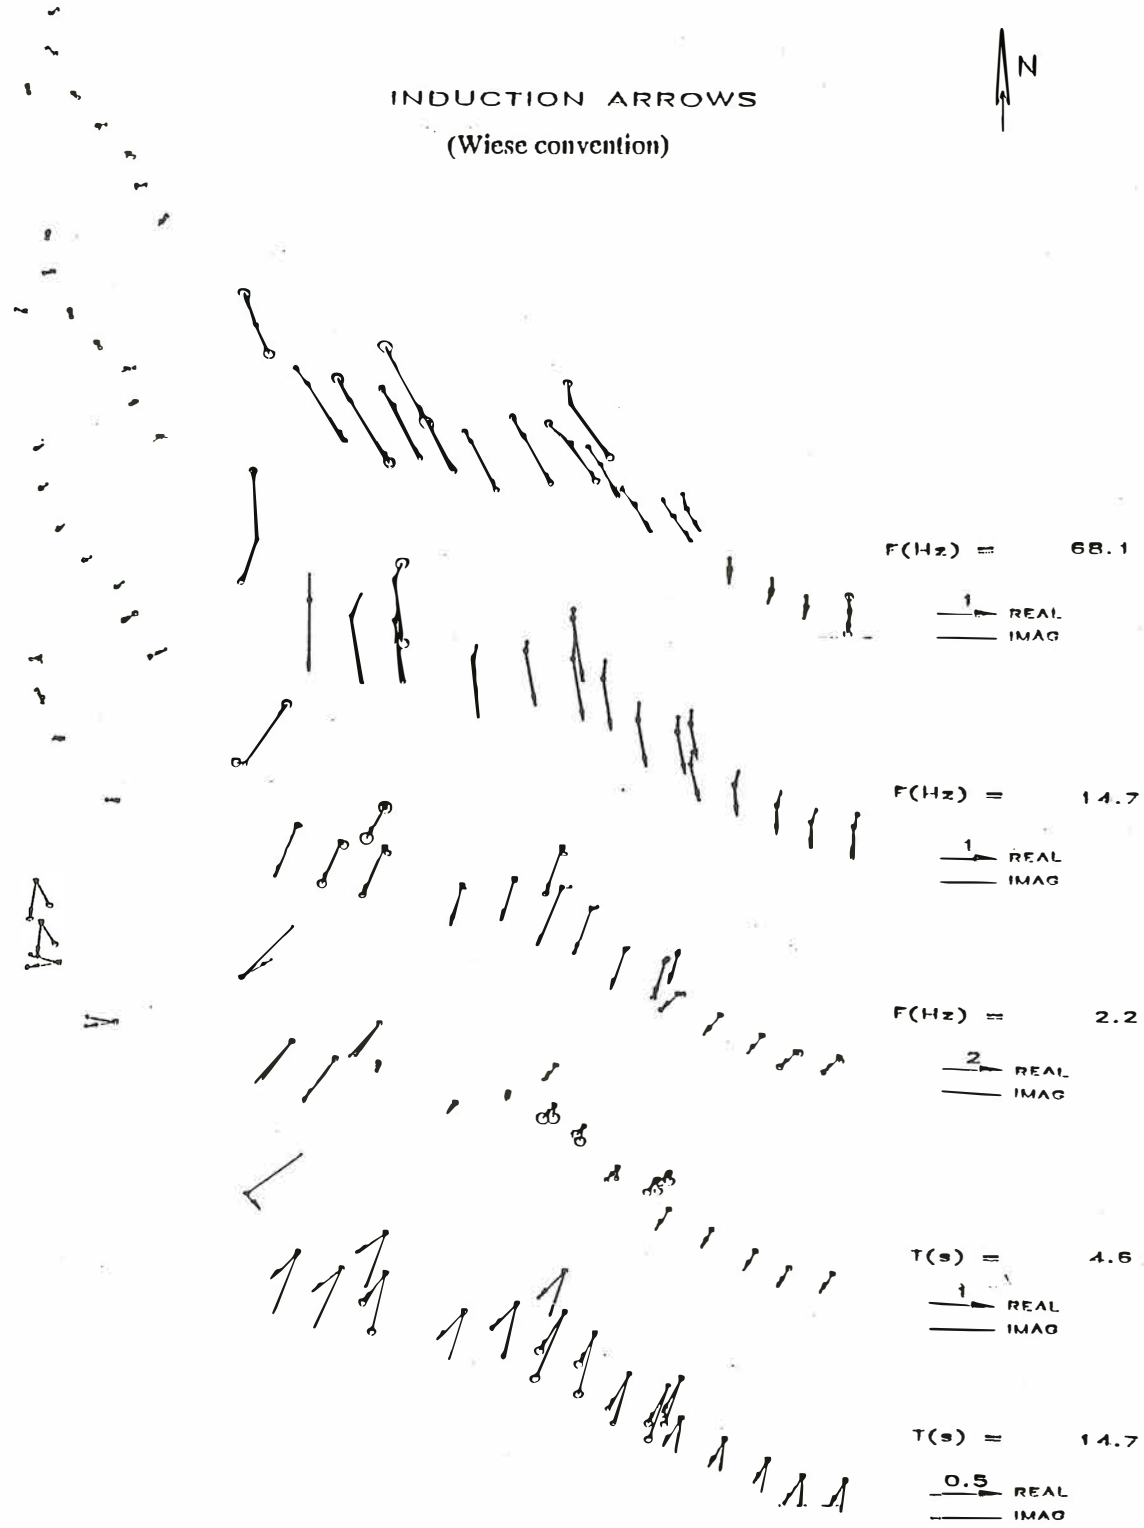 N
INDUCTION ARROWS
(Wiese convention)
F(Hz) = 68.1
1 REAL
IMAG
F(Hz) = 14.7
1 REAL
IMAG
F(Hz) = 2.2
2 REAL
IMAG
T(s) = 4.6
1 REAL
IMAG
T(s) = 14.7
0.5 REAL
IMAG